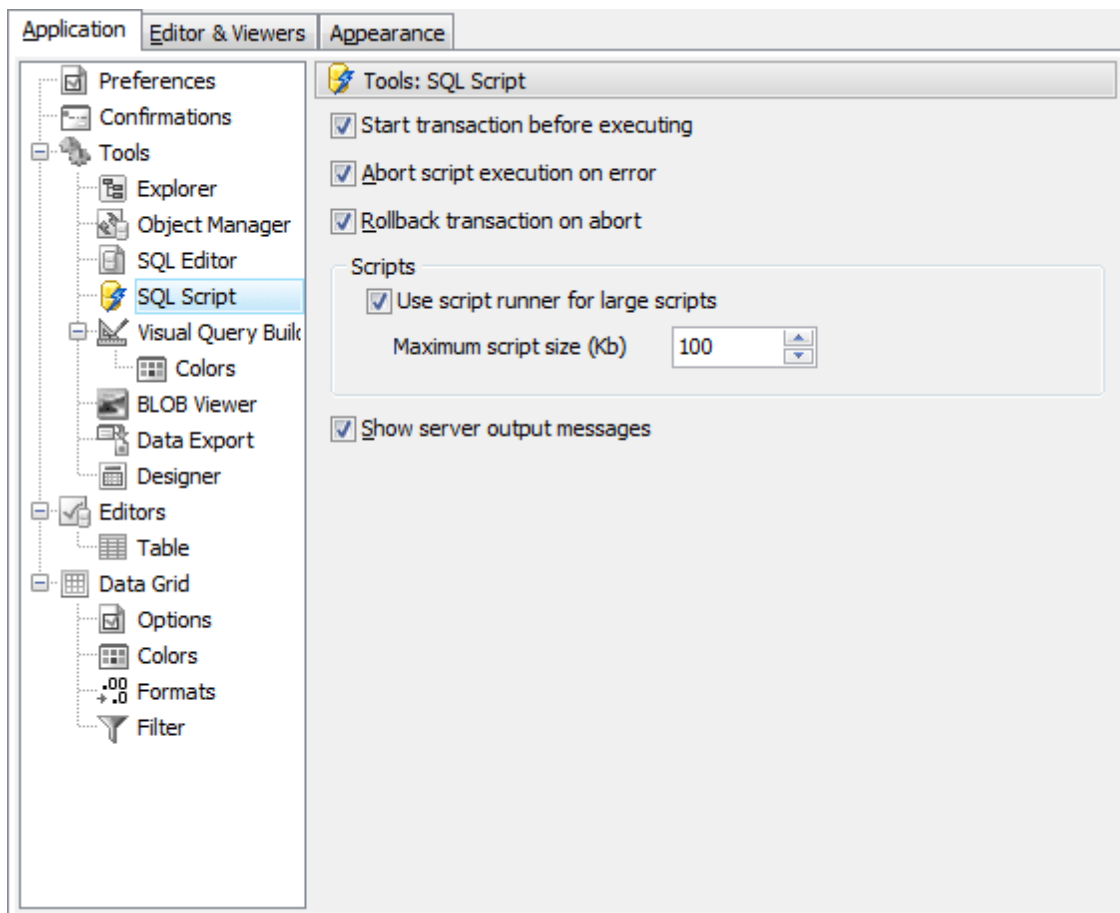 Application
Editor & Viewers
Appearance
Preferences
Confirmations
Tools
Explorer
Object Manager
SQL Editor
SQL Script
Visual Query Build
Colors
BLOB Viewer
Data Export
Designer
Editors
Table
Data Grid
Options
Colors
Formats
Filter
Tools: SQL Script
Start transaction before executing
Abort script execution on error
Rollback transaction on abort
Scripts
Use script runner for large scripts
Maximum script size (Kb) 100
Show server output messages